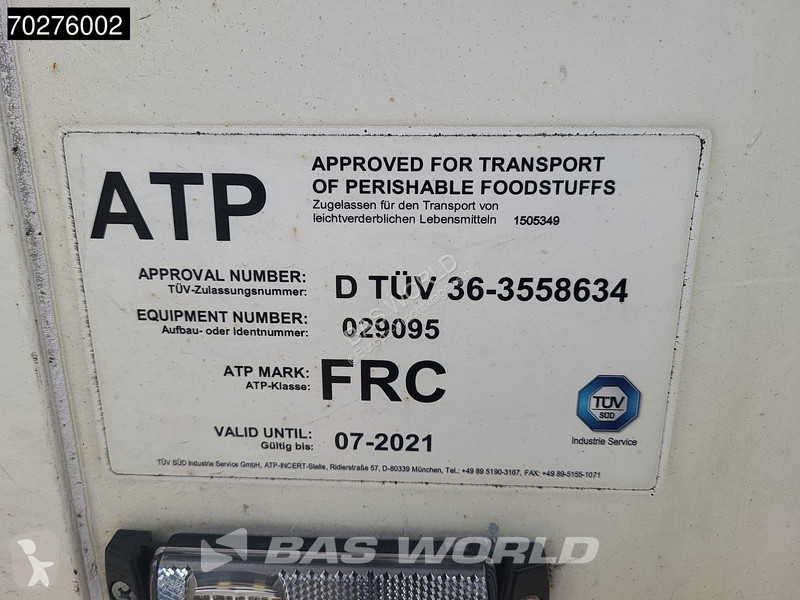 70276002
ATP
APPROVED FOR TRANSPORT
OF PERISHABLE FOODSTUFFS
Zugelassen für den Transport von
leichtverderblichen Lebensmitteln 1505349
APPROVAL NUMBER:
TÜV-Zulassungsnummer:
D TÜV 36-3558634
EQUIPMENT NUMBER:
Aufbau- oder Identnummer:
029095
ATP MARK:
ATP-Klasse:
FRC
VALID UNTIL:
Gültig bis:
07-2021
TÜV
SÜD
Industrie Service
TÜV SÜD Industrie Service GmbH, ATP-INCERT-Stelle, Ridlerstraße 57, D-80339 München, Tel.: +49 89 5190-3167, FAX: +49 89-5155-1071
BAS WORLD
BAS WORLD